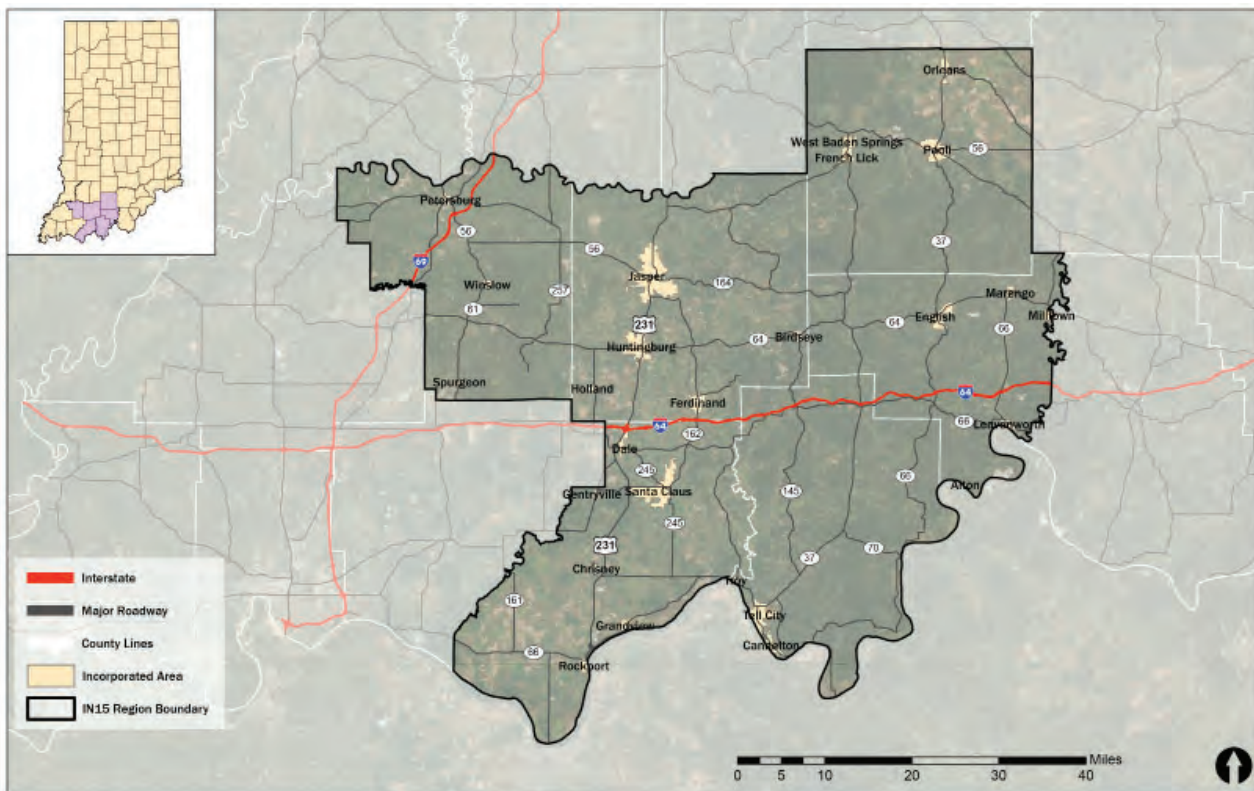 Orleans
West Baden Springs
French Lick
Paoli
56
Petersburg
56
69
56
37
Jasper
164
Winslow
257
61
231
Marengo
English
Milltown
64
64
Birdseye
66
Huntingburg
Spurgeon
Holland
Ferdinand
64
64
162
66
Leavenworth
Dale
245
66
Alton
Gentryville
Santa Claus
145
245
231
70
37
Chrisney
Troy
161
Tell City
Grandview
Cannelton
66
Rockport
Interstate
Major Roadway
County Lines
Incorporated Area
IN15 Region Boundary
Miles
0 5 10 20 30 40